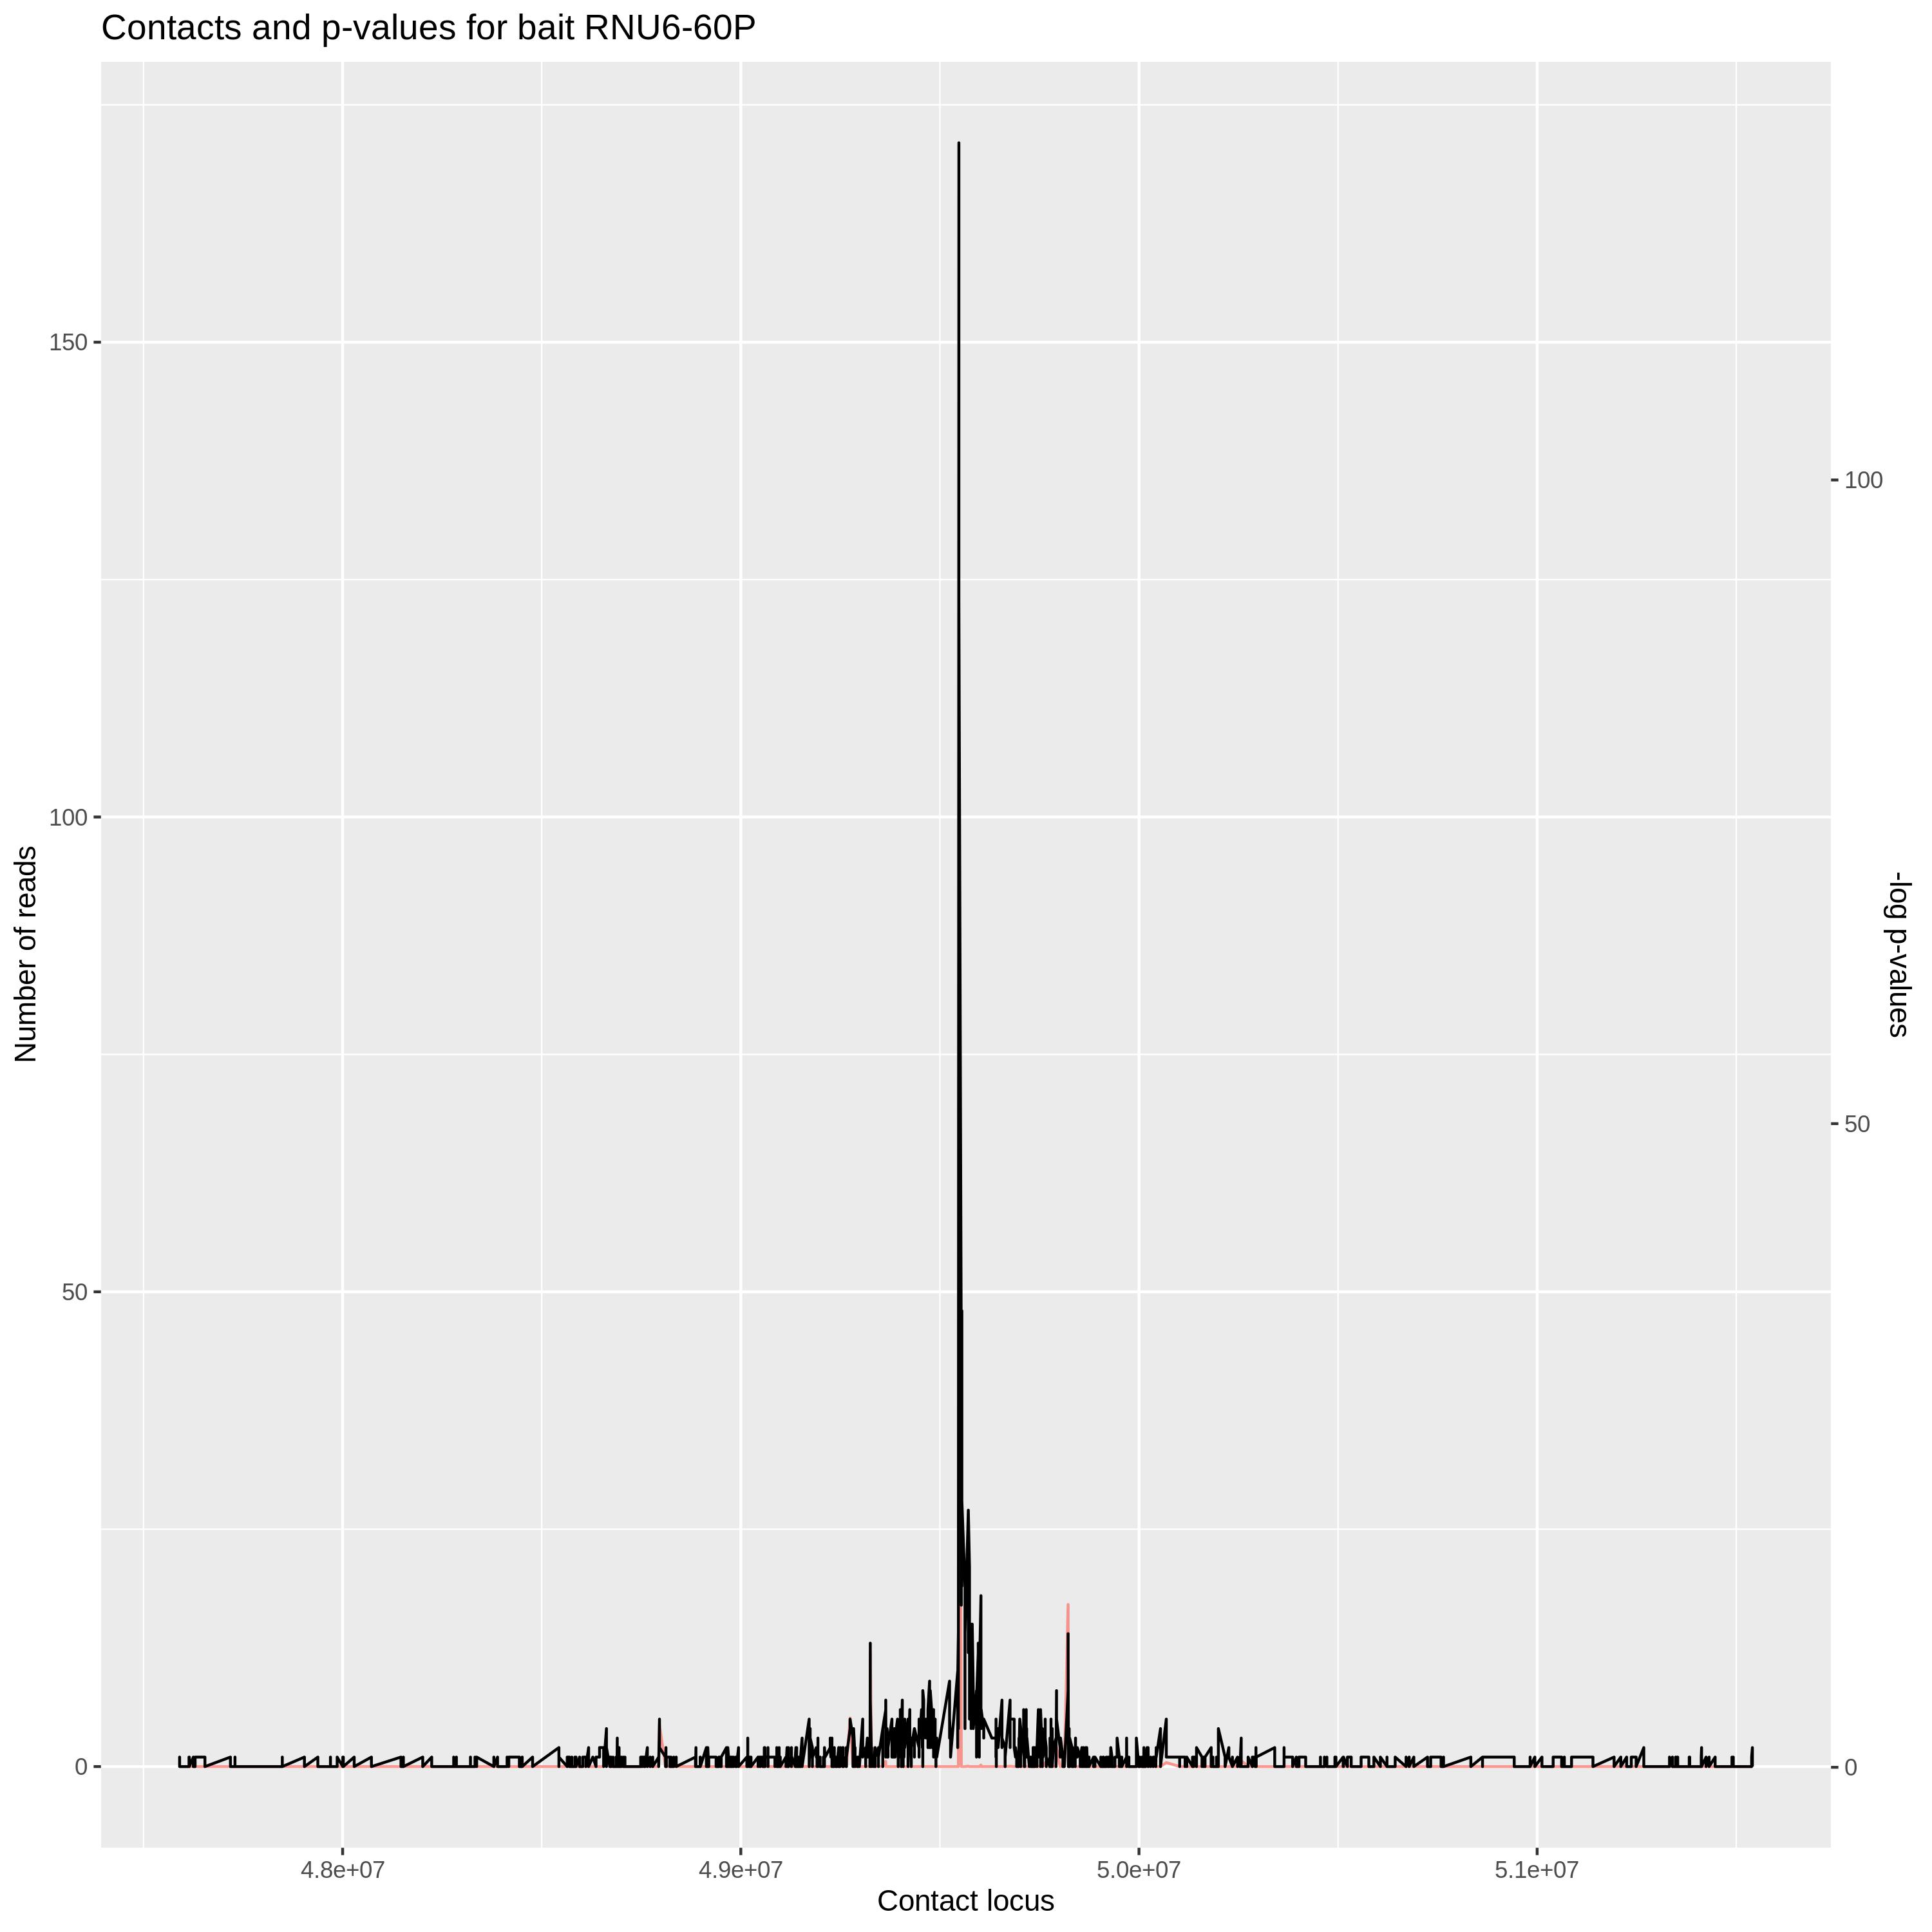 Contacts and p-values for bait RNU6-60P
150
100
50
0
Number of reads
100
50
0
-log p-values
4.8e+07
4.9e+07
5.0e+07
5.1e+07
Contact locus